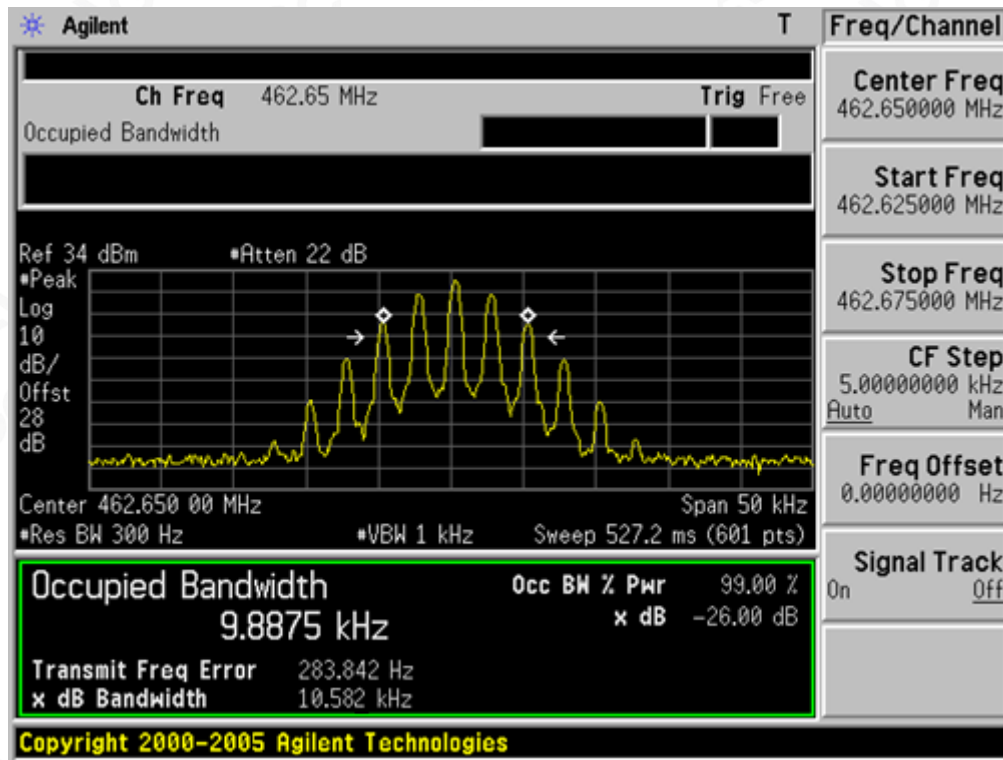 Agilent T Freq/Channel
Ch Freq 462.65 MHz Trig Free
Occupied Bandwidth
Center Freq
462.650000 MHz
Start Freq
462.625000 MHz
Stop Freq
462.675000 MHz
CF Step
5.00000000 kHz
Auto Man
Freq Offset
0.00000000 Hz
Signal Track
On Off
Ref 34 dBm #Atten 22 dB
#Peak
Log
10
dB/
Offst
28
dB
Center 462.650 00 MHz Span 50 kHz
#Res BW 300 Hz #VBW 1 kHz Sweep 527.2 ms (601 pts)
Occupied Bandwidth Occ BW % Pwr 99.00 %
9.8875 kHz x dB -26.00 dB
Transmit Freq Error 283.842 Hz
x dB Bandwidth 10.582 kHz
Copyright 2000-2005 Agilent Technologies